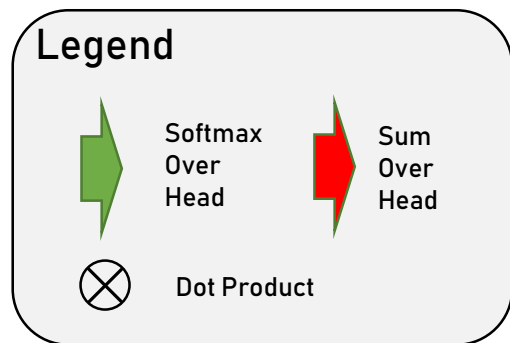 Legend
Softmax
Over
Head
Sum
Over
Head
Dot Product